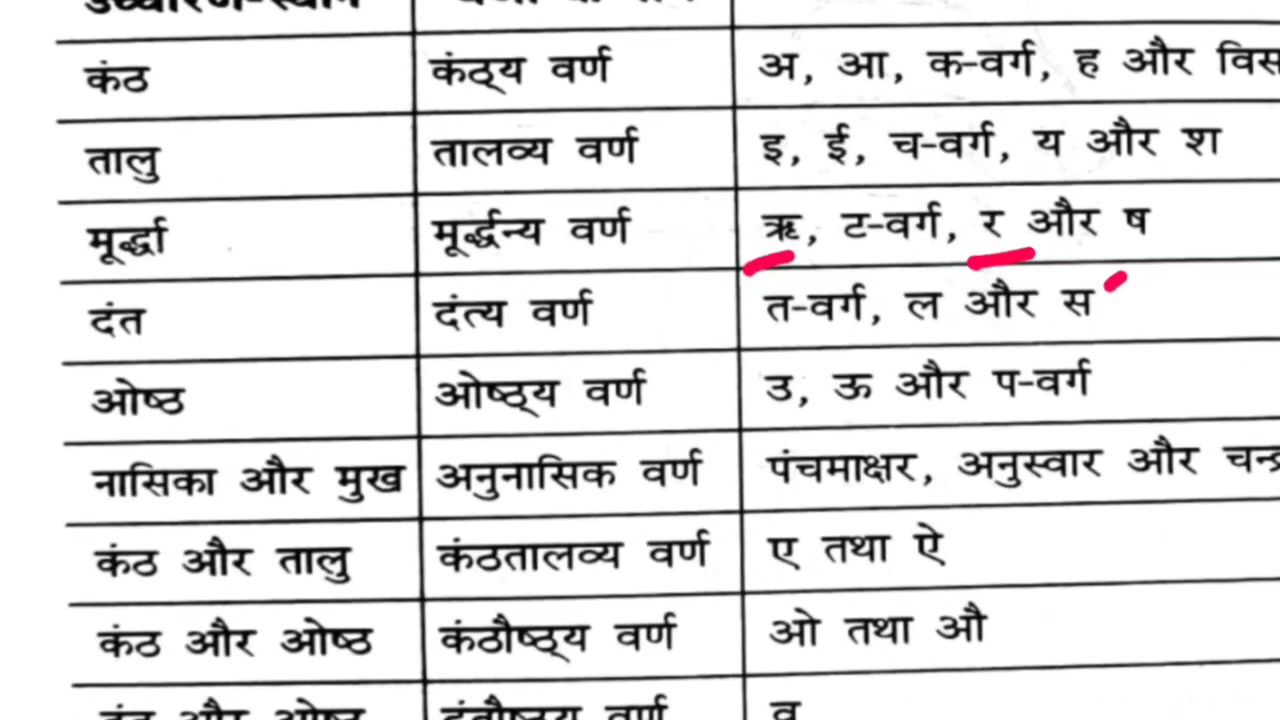 कंठ कंठ्य वर्ण अ, आ, क-वर्ग, ह और
तालु तालव्य वर्ण इ, ई, च-वर्ग, य और श
मूर्द्धा मूर्द्धन्य वर्ण ऋ, ट-वर्ग, र और ष
दंत दंत्य वर्ण त-वर्ग, ल और स
ओष्ठ ओष्ठ्य वर्ण उ, ऊ और प-वर्ग
नासिका और मुख अनुनासिक वर्ण पंचमाक्षर, अनुस्वार और
कंठ और तालु कंठतालव्य वर्ण ए तथा ऐ
कंठ और ओष्ठ कंठौष्ठ्य वर्ण ओ तथा औ